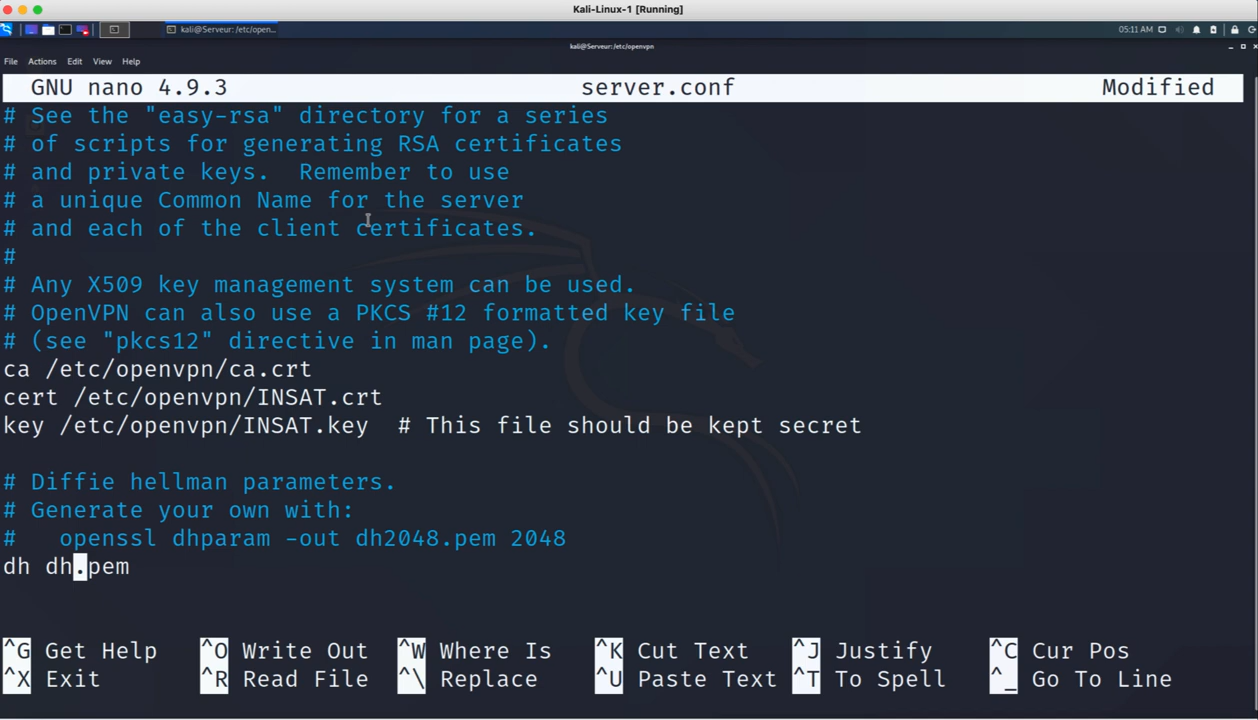 Kali-Linux-1 [Running]
kali@Serveur: /etc/open...
05:11 AM
kali@Serveur: /etc/openvpn
File Actions Edit View Help
GNU nano 4.9.3 server.conf Modified
# See the "easy-rsa" directory for a series
# of scripts for generating RSA certificates
# and private keys.  Remember to use
# a unique Common Name for the server
# and each of the client certificates.
#
# Any X509 key management system can be used.
# OpenVPN can also use a PKCS #12 formatted key file
# (see "pkcs12" directive in man page).
ca /etc/openvpn/ca.crt
cert /etc/openvpn/INSAT.crt
key /etc/openvpn/INSAT.key  # This file should be kept secret
# Diffie hellman parameters.
# Generate your own with:
#   openssl dhparam -out dh2048.pem 2048
dh dh.pem
^G Get Help ^O Write Out ^W Where Is ^K Cut Text ^J Justify ^C Cur Pos
^X Exit ^R Read File ^\ Replace ^U Paste Text ^T To Spell ^_ Go To Line